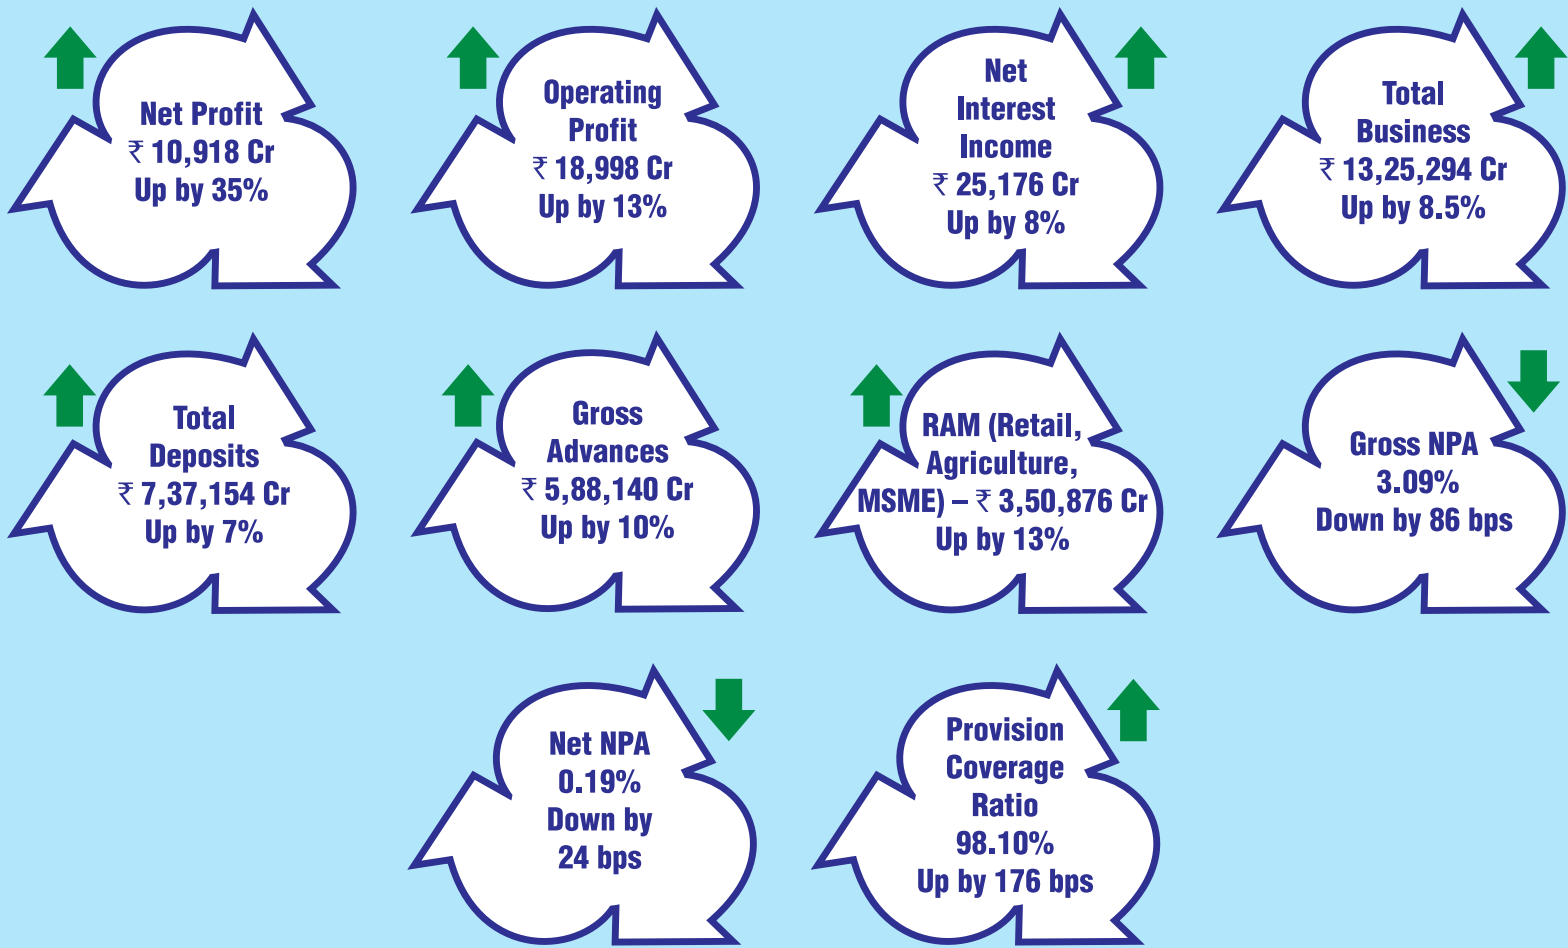 Net Profit
₹ 10,918 Cr
Up by 35%
Operating
Profit
₹ 18,998 Cr
Up by 13%
Net
Interest
Income
₹ 25,176 Cr
Up by 8%
Total
Business
₹ 13,25,294 Cr
Up by 8.5%
Total
Deposits
₹ 7,37,154 Cr
Up by 7%
Gross
Advances
₹ 5,88,140 Cr
Up by 10%
RAM (Retail,
Agriculture,
MSME) – ₹ 3,50,876 Cr
Up by 13%
Gross NPA
3.09%
Down by 86 bps
Net NPA
0.19%
Down by
24 bps
Provision
Coverage
Ratio
98.10%
Up by 176 bps